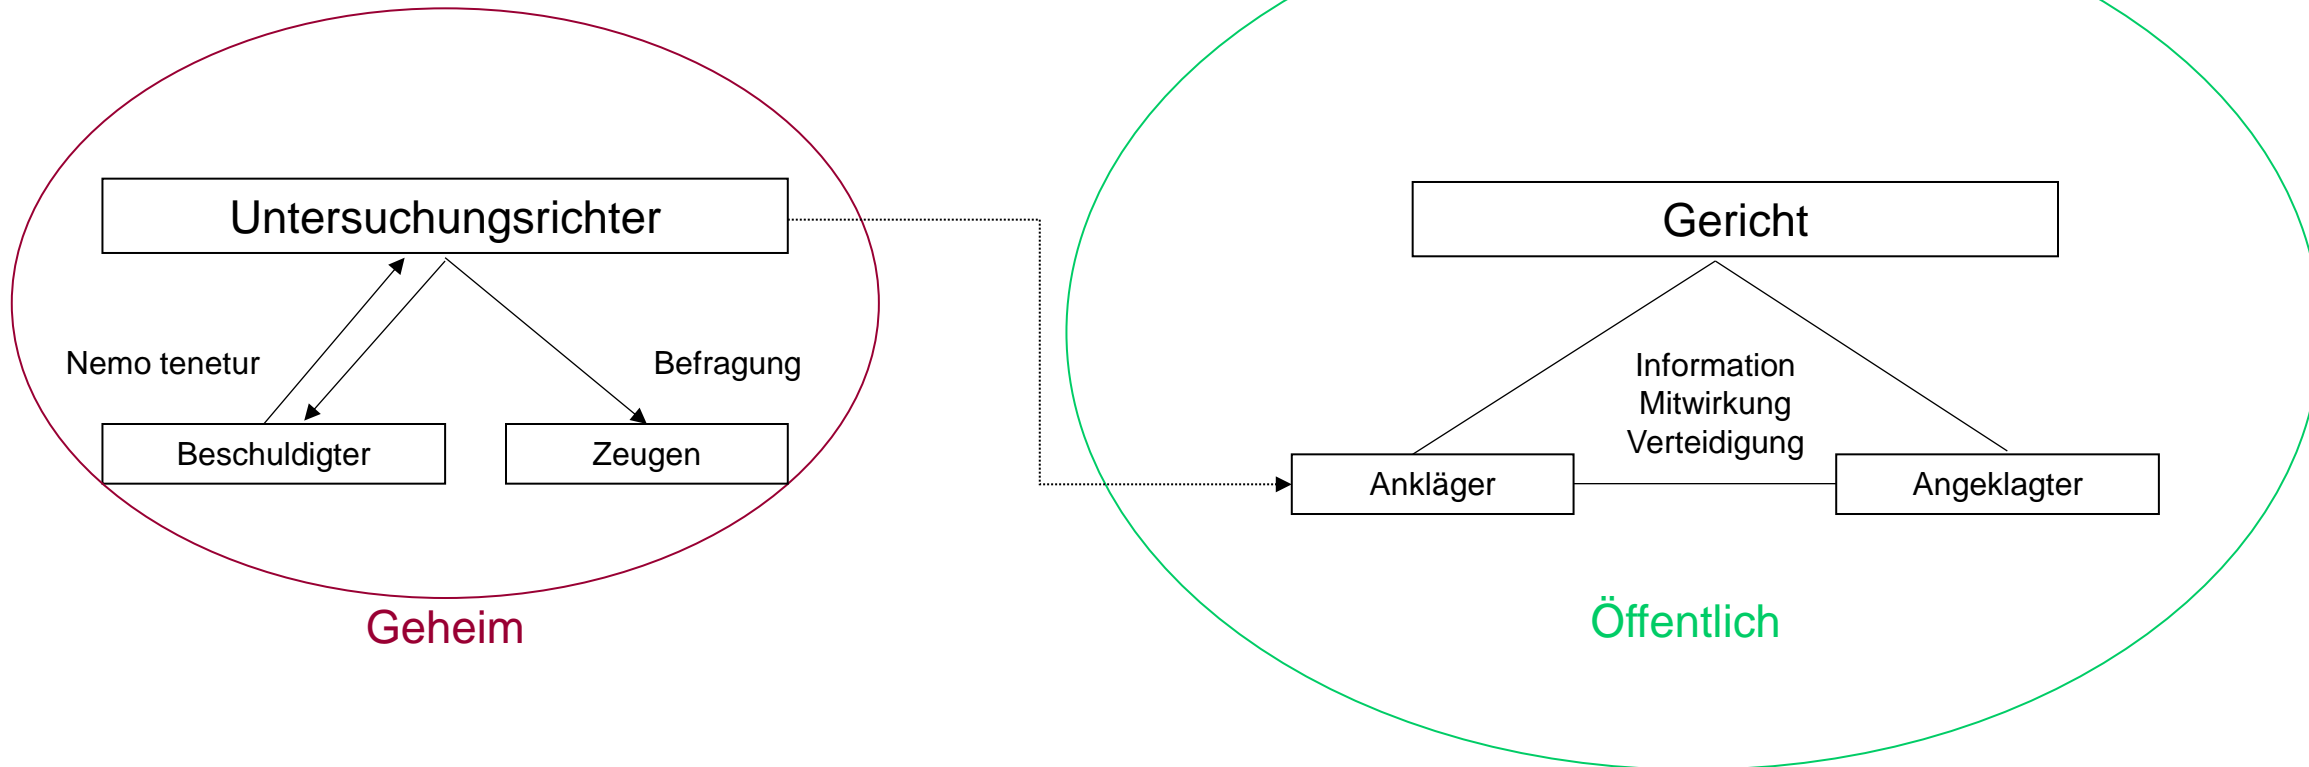 Untersuchungsrichter
Nemo tenetur
Befragung
Beschuldigter
Zeugen
Geheim
Gericht
Information
Mitwirkung
Verteidigung
Ankläger
Angeklagter
Öffentlich